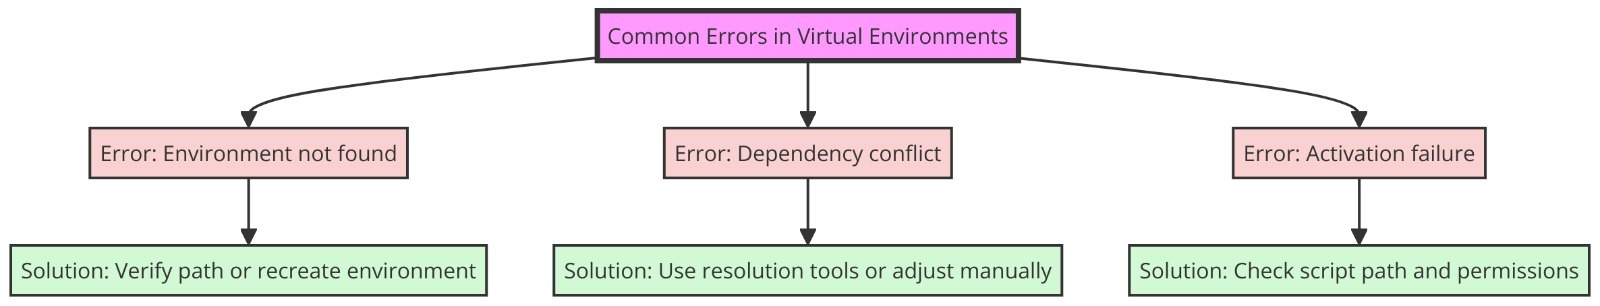 Common Errors in Virtual Environments
Error: Environment not found
Error: Dependency conflict
Error: Activation failure
Solution: Verify path or recreate environment
Solution: Use resolution tools or adjust manually
Solution: Check script path and permissions